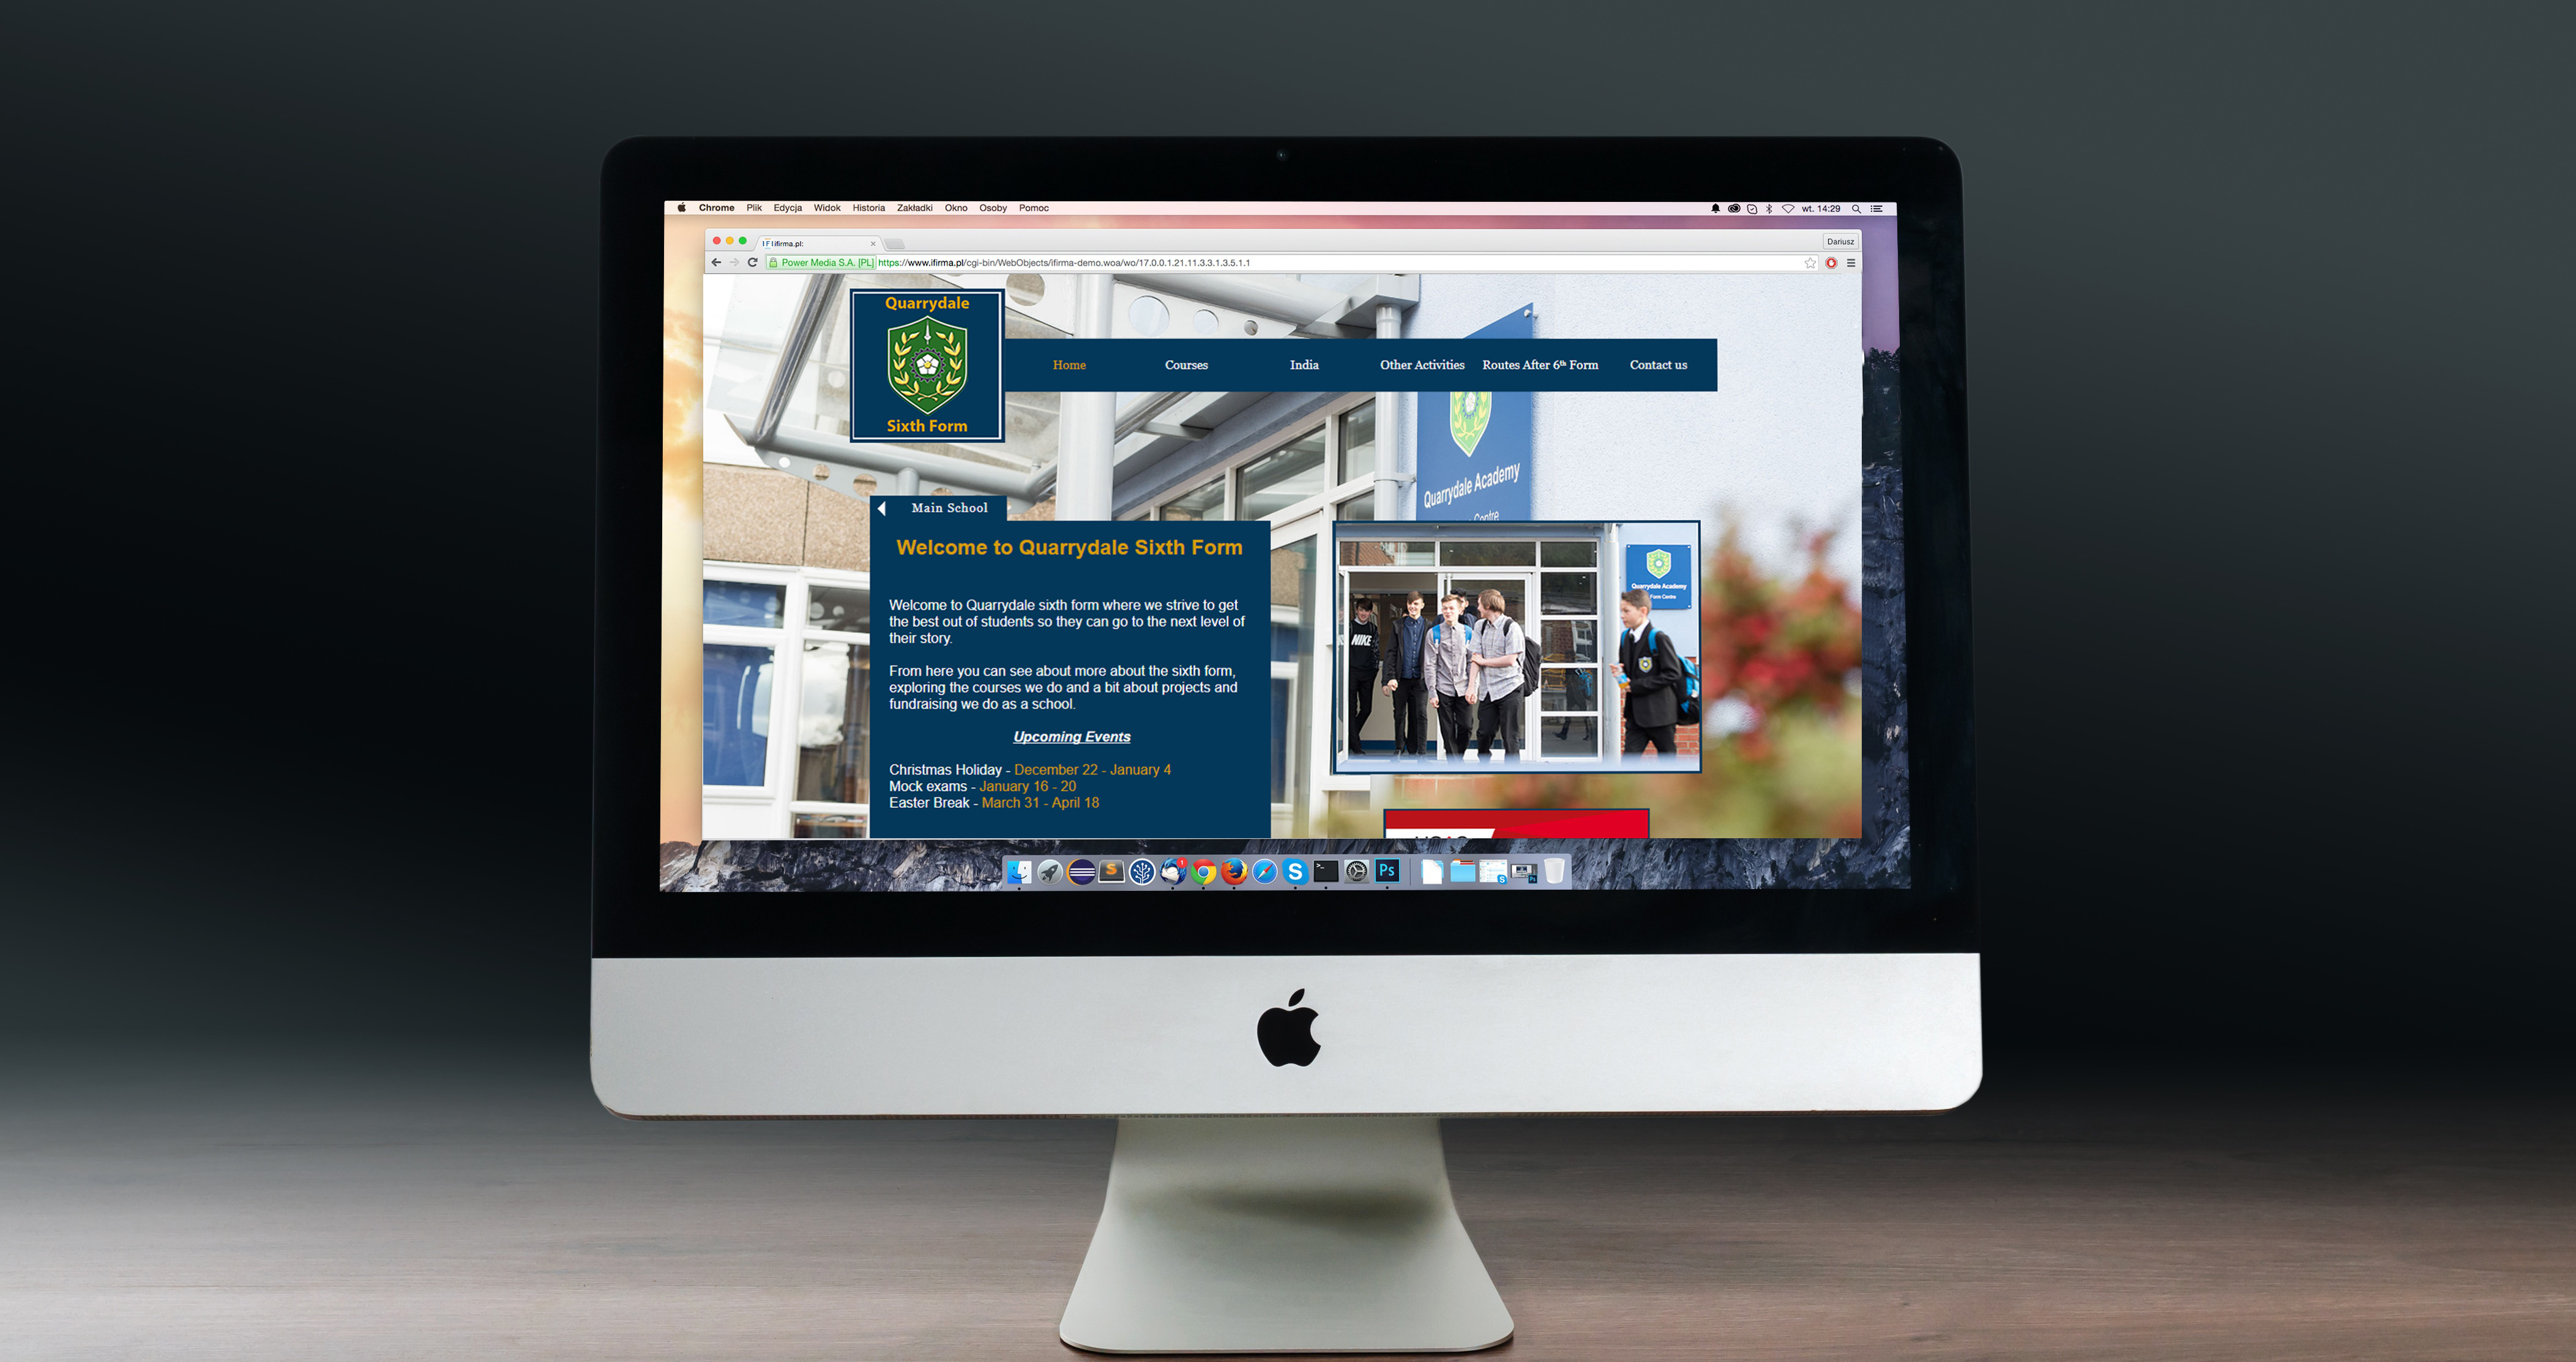 Chrome Plik Edycja Widok Historia Zakładki Okno Osoby Pomoc
wt. 14:29
ifirma.pl:
Dariusz
Power Media S.A. [PL] https://www.ifirma.pl/cgi-bin/WebObjects/ifirma-demo.woa/wo/17.0.0.1.21.11.3.3.1.3.5.1.1
Quarrydale
Sixth Form
Home Courses India Other Activities Routes After 6th Form Contact us
Quarrydale Academy
Centre
Main School
Welcome to Quarrydale Sixth Form
Welcome to Quarrydale sixth form where we strive to get
the best out of students so they can go to the next level of
their story.
From here you can see about more about the sixth form,
exploring the courses we do and a bit about projects and
fundraising we do as a school.
Upcoming Events
Christmas Holiday - December 22 - January 4
Mock exams - January 16 - 20
Easter Break - March 31 - April 18
Quarrydale Academy
Form Centre
NIKE
1
S
S
Ps